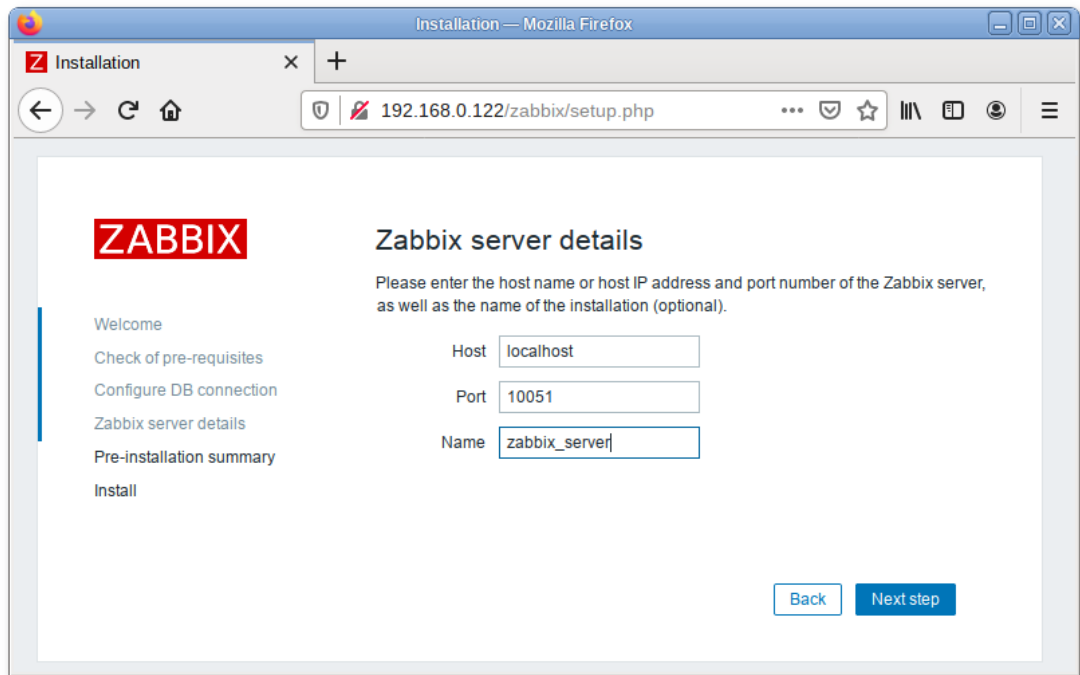 Installation — Mozilla Firefox
Z Installation
192.168.0.122/zabbix/setup.php
ZABBIX
Welcome
Check of pre-requisites
Configure DB connection
Zabbix server details
Pre-installation summary
Install
Zabbix server details
Please enter the host name or host IP address and port number of the Zabbix server,
as well as the name of the installation (optional).
Host localhost
Port 10051
Name zabbix_server
Back Next step